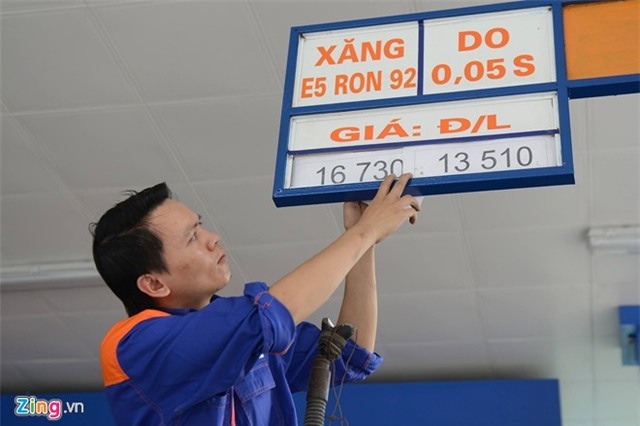 XĂNG
E5 RON 92
DO
0,05 S
GIÁ: Đ/L
16 730 13 510
Zing.vn